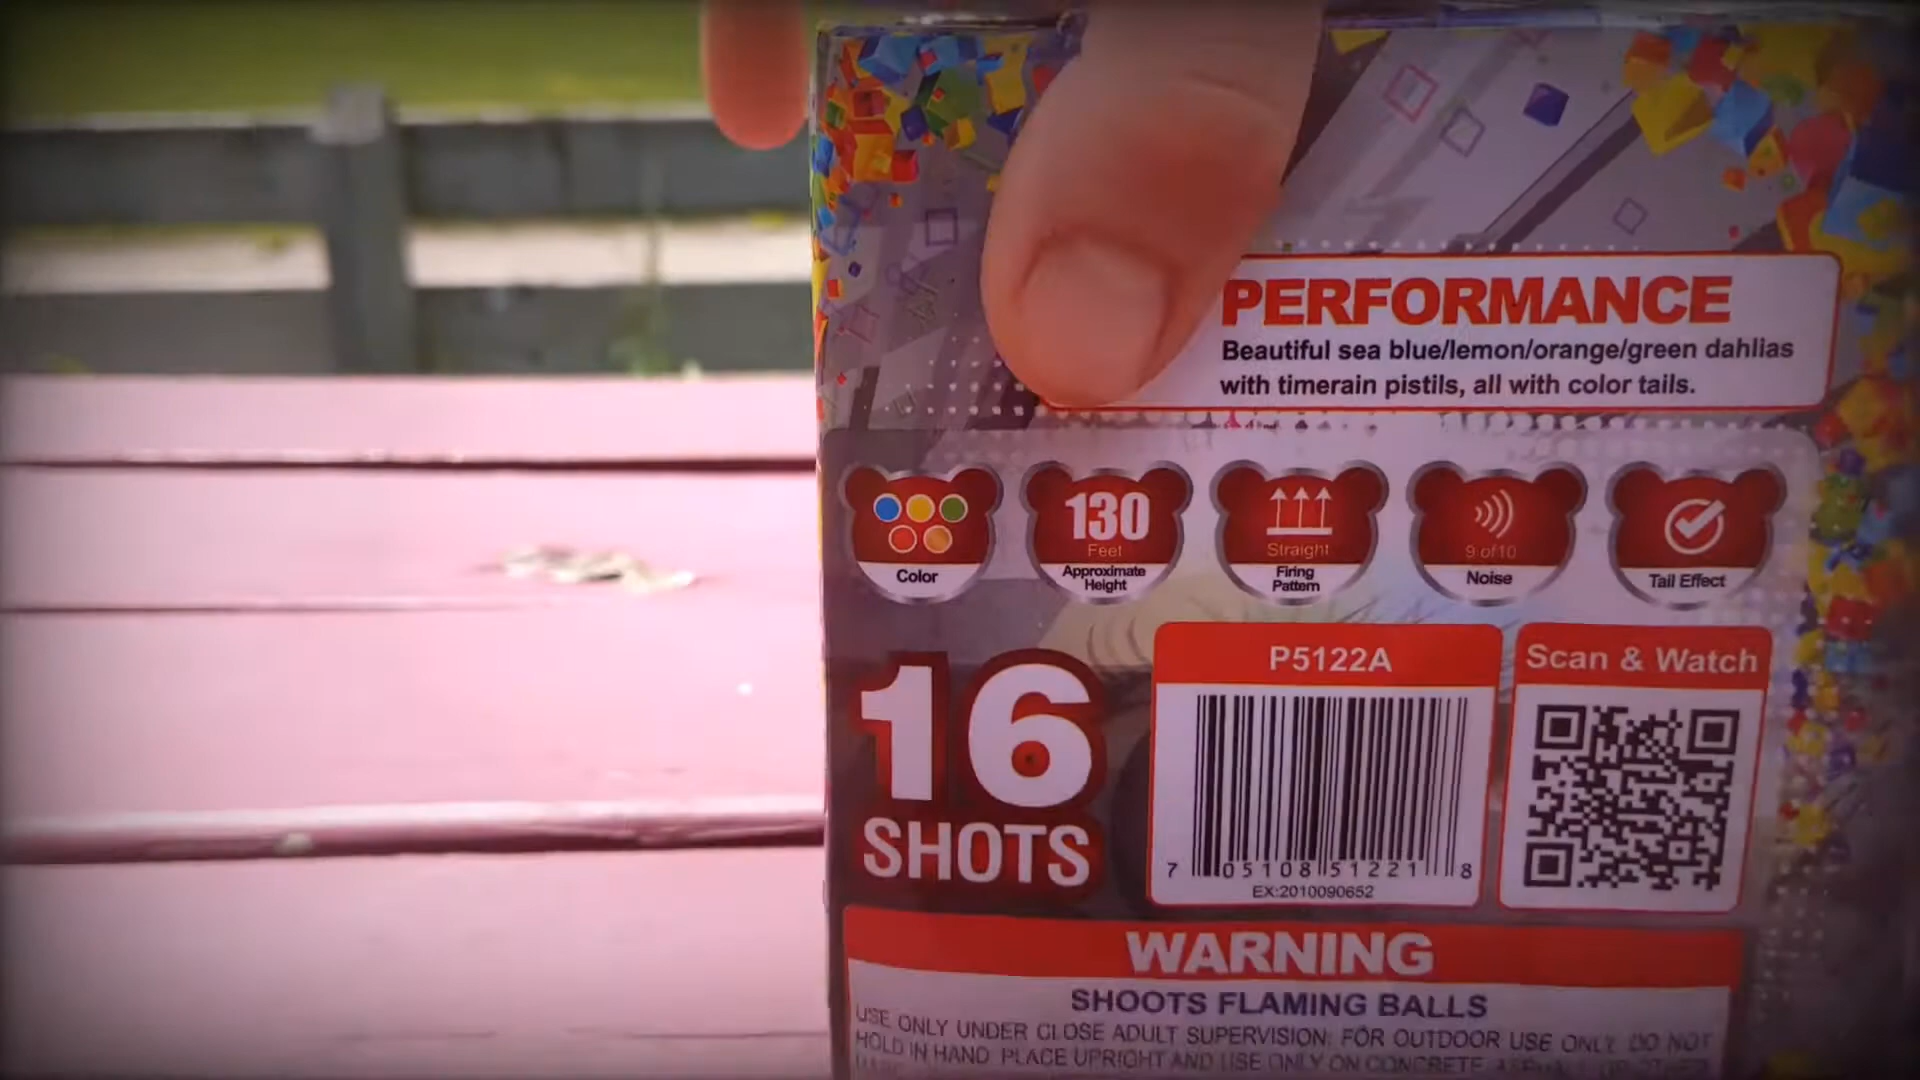 PERFORMANCE
Beautiful sea blue/lemon/orange/green dahlias
with timerain pistils, all with color tails.
Color
130
Feet
Approximate
Height
Straight
Firing
Pattern
9 of 10
Noise
Tail Effect
16
SHOTS
P5122A
7 05108 51221 8
EX:2010090652
Scan & Watch
WARNING
SHOOTS FLAMING BALLS
USE ONLY UNDER CLOSE ADULT SUPERVISION: FOR OUTDOOR USE ONLY. DO NOT
HOLD IN HAND. PLACE UPRIGHT AND USE ONLY ON CONCRETE,